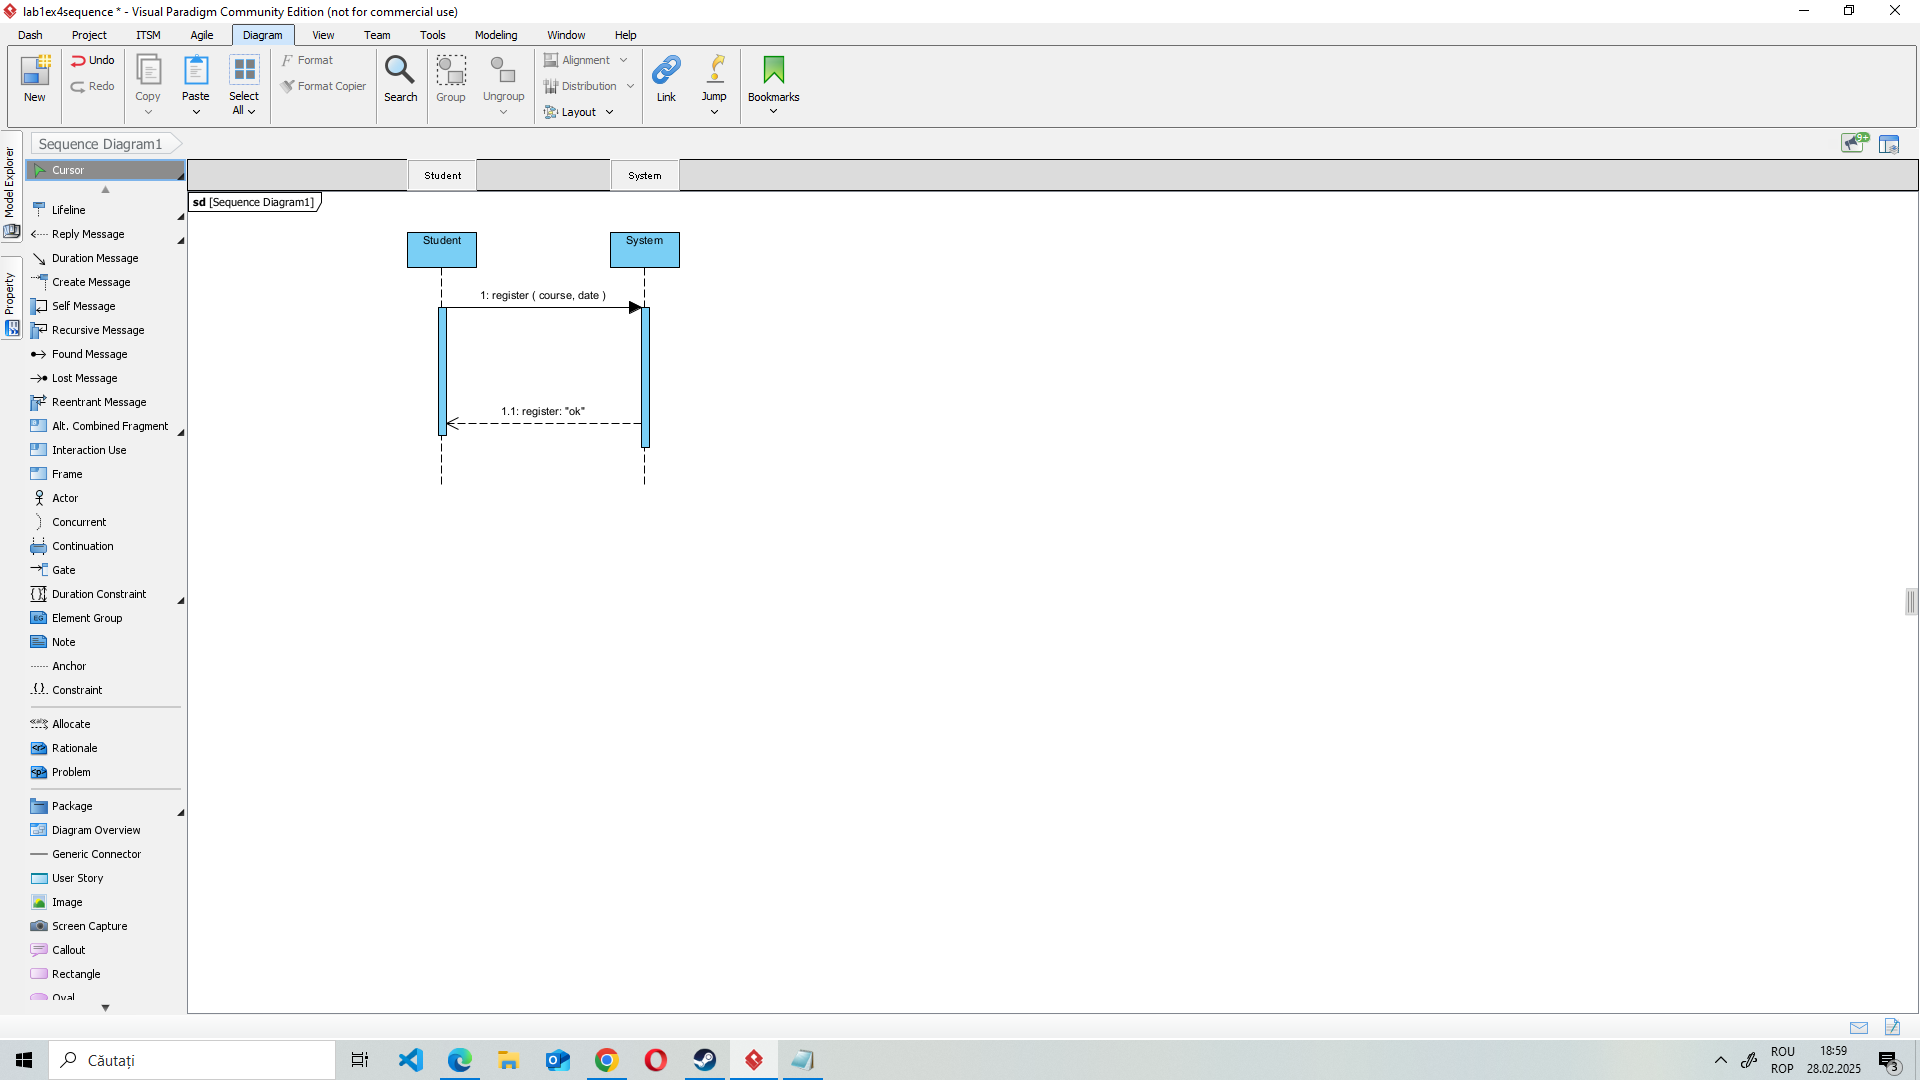 lab1ex4sequence * - Visual Paradigm Community Edition (not for commercial use)
Dash Project ITSM Agile Diagram View Team Tools Modeling Window Help
New
Undo
Redo
Copy
Paste
Select All
Format
Format Copier
Search
Group
Ungroup
Alignment
Distribution
Layout
Link
Jump
Bookmarks
Sequence Diagram1
9+
Model Explorer
Property
Cursor
Lifeline
Reply Message
Duration Message
Create Message
Self Message
Recursive Message
Found Message
Lost Message
Reentrant Message
Alt. Combined Fragment
Interaction Use
Frame
Actor
Concurrent
Continuation
Gate
Duration Constraint
Element Group
Note
Anchor
Constraint
Allocate
Rationale
Problem
Package
Diagram Overview
Generic Connector
User Story
Image
Screen Capture
Callout
Rectangle
Oval
Student System
sd [Sequence Diagram1]
Student System
1: register ( course, date )
1.1: register: "ok"
Căutați
ROU
ROP
18:59
28.02.2025
3